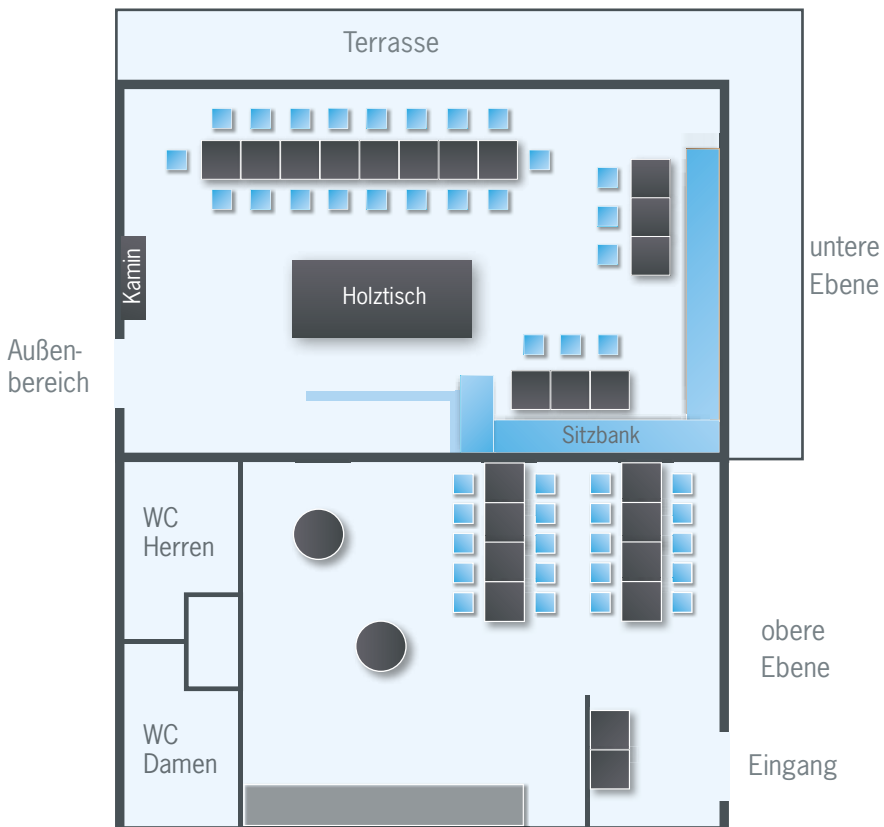 Terrasse
untere
Ebene
Kamin
Holztisch
Außen-
bereich
Sitzbank
WC
Herren
obere
Ebene
WC
Damen
Eingang